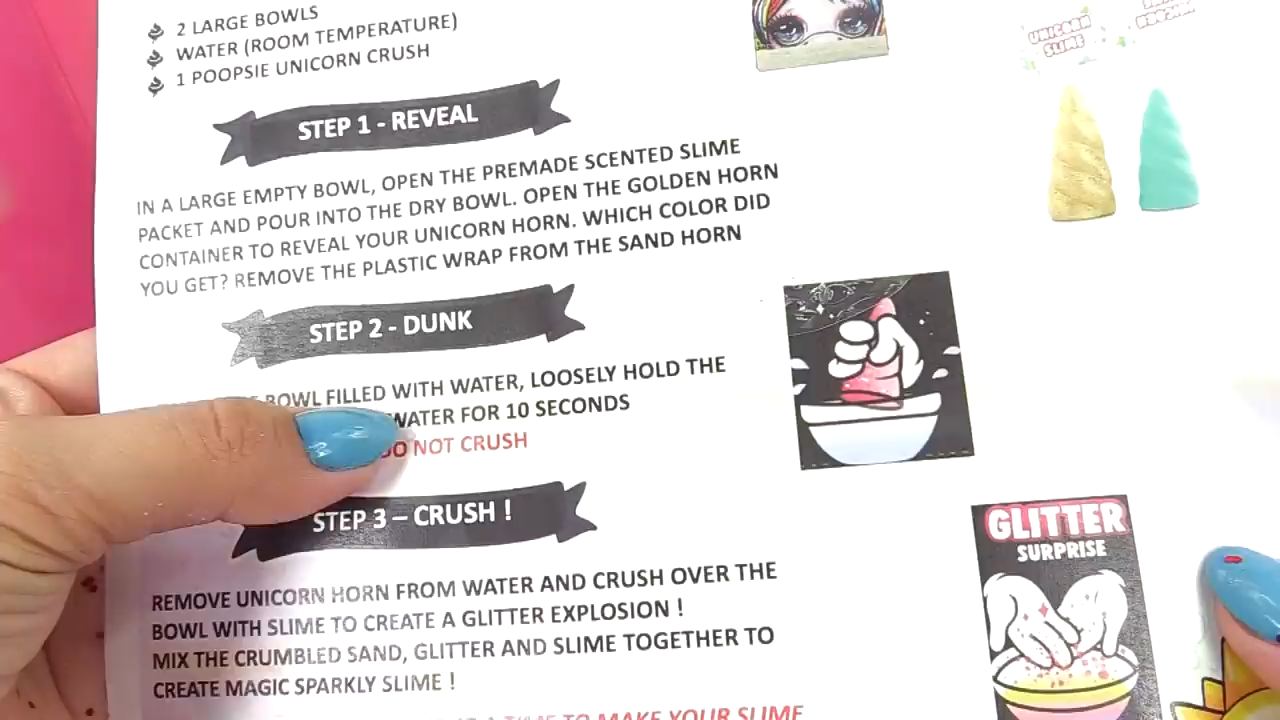 2 LARGE BOWLS
WATER (ROOM TEMPERATURE)
1 POOPSIE UNICORN CRUSH
UNICORN
SLIME
STEP 1 - REVEAL
IN A LARGE EMPTY BOWL, OPEN THE PREMADE SCENTED SLIME
PACKET AND POUR INTO THE DRY BOWL. OPEN THE GOLDEN HORN
CONTAINER TO REVEAL YOUR UNICORN HORN. WHICH COLOR DID
YOU GET? REMOVE THE PLASTIC WRAP FROM THE SAND HORN
STEP 2 - DUNK
BOWL FILLED WITH WATER, LOOSELY HOLD THE
WATER FOR 10 SECONDS
DO NOT CRUSH
STEP 3 – CRUSH !
REMOVE UNICORN HORN FROM WATER AND CRUSH OVER THE
BOWL WITH SLIME TO CREATE A GLITTER EXPLOSION !
MIX THE CRUMBLED SAND, GLITTER AND SLIME TOGETHER TO
CREATE MAGIC SPARKLY SLIME !
A TIME TO MAKE YOUR SLIME
GLITTER
SURPRISE